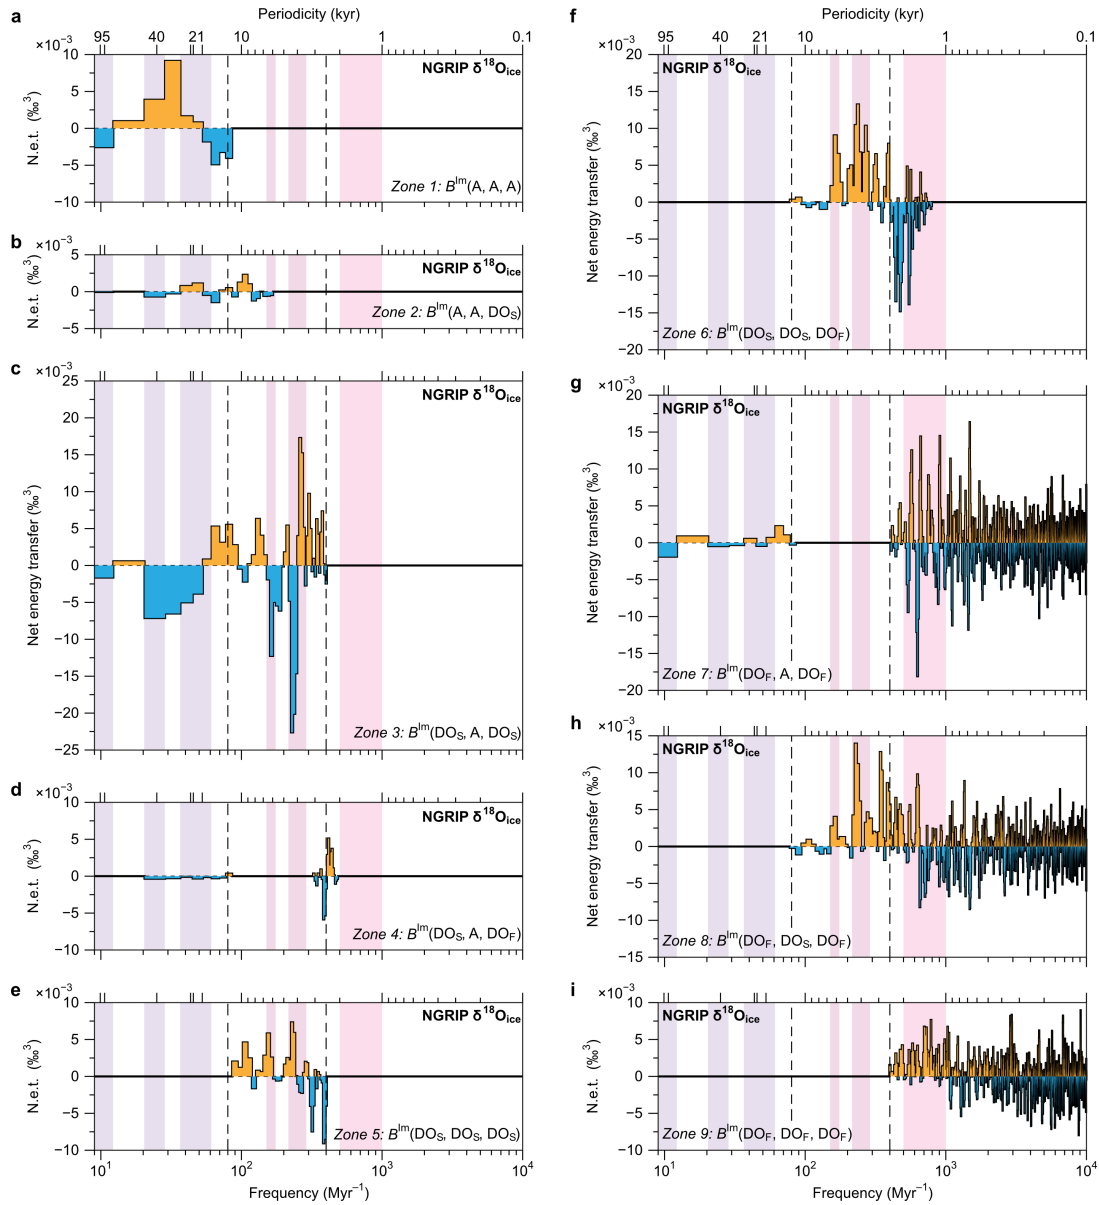 a
Periodicity (kyr)
95 40 21 10 1 0.1
×10⁻³
10
5
0
−5
−10
N.e.t. (‰³)
NGRIP δ¹⁸Oice
Zone 1: Bᴵᵐ(A, A, A)
b
×10⁻³
5
0
−5
N.e.t. (‰³)
NGRIP δ¹⁸Oice
Zone 2: Bᴵᵐ(A, A, DOS)
c
×10⁻³
25
20
15
10
5
0
−5
−10
−15
−20
−25
Net energy transfer (‰³)
NGRIP δ¹⁸Oice
Zone 3: Bᴵᵐ(DOS, A, DOS)
d
×10⁻³
10
5
0
−5
−10
N.e.t. (‰³)
NGRIP δ¹⁸Oice
Zone 4: Bᴵᵐ(DOS, A, DOF)
e
×10⁻³
10
5
0
−5
−10
N.e.t. (‰³)
NGRIP δ¹⁸Oice
Zone 5: Bᴵᵐ(DOS, DOS, DOS)
10¹ 10² 10³ 10⁴
Frequency (Myr⁻¹)
f
Periodicity (kyr)
95 40 21 10 1 0.1
×10⁻³
20
15
10
5
0
−5
−10
−15
−20
Net energy transfer (‰³)
NGRIP δ¹⁸Oice
Zone 6: Bᴵᵐ(DOS, DOS, DOF)
g
×10⁻³
20
15
10
5
0
−5
−10
−15
−20
Net energy transfer (‰³)
NGRIP δ¹⁸Oice
Zone 7: Bᴵᵐ(DOF, A, DOF)
h
×10⁻³
15
10
5
0
−5
−10
−15
Net energy transfer (‰³)
NGRIP δ¹⁸Oice
Zone 8: Bᴵᵐ(DOF, DOS, DOF)
i
×10⁻³
10
5
0
−5
−10
N.e.t. (‰³)
NGRIP δ¹⁸Oice
Zone 9: Bᴵᵐ(DOF, DOF, DOF)
10¹ 10² 10³ 10⁴
Frequency (Myr⁻¹)